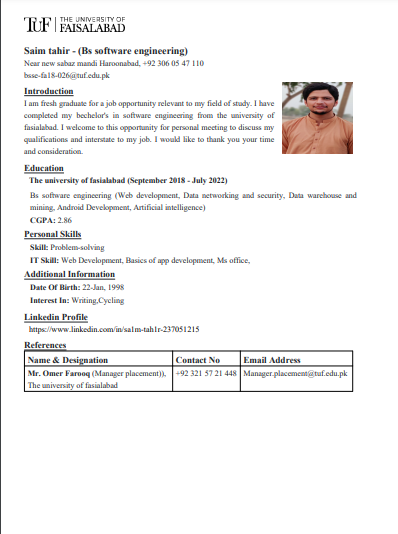 TUF THE UNIVERSITY OF
FAISALABAD
Saim tahir - (Bs software engineering)
Near new sabaz mandi Haroonabad, +92 306 05 47 110
bsse-fa18-026@tuf.edu.pk
Introduction
I am fresh graduate for a job opportunity relevant to my field of study. I have
completed my bechelor's in software engineering from the university of
fasialabad. I welcome to this opportunity for personal meeting to discuss my
qualifications and interstate to my job. I would like to thank you your time
and consideration.
Education
The university of fasialabad (September 2018 - July 2022)
Bs software engineering (Web development, Data networking and security, Data warehouse and
mining, Android Development, Artificial intelligence)
CGPA: 2.86
Personal Skills
Skill: Problem-solving
IT Skill: Web Development, Basics of app development, Ms office,
Additional Information
Date Of Birth: 22-Jan, 1998
Interest In: Writing,Cycling
Linkedin Profile
https://www.linkedin.com/in/sa1m-tah1r-237051215
References
Name & Designation Contact No Email Address
Mr. Omer Farooq (Manager placement)), +92 321 57 21 448 Manager.placement@tuf.edu.pk
The university of fasialabad